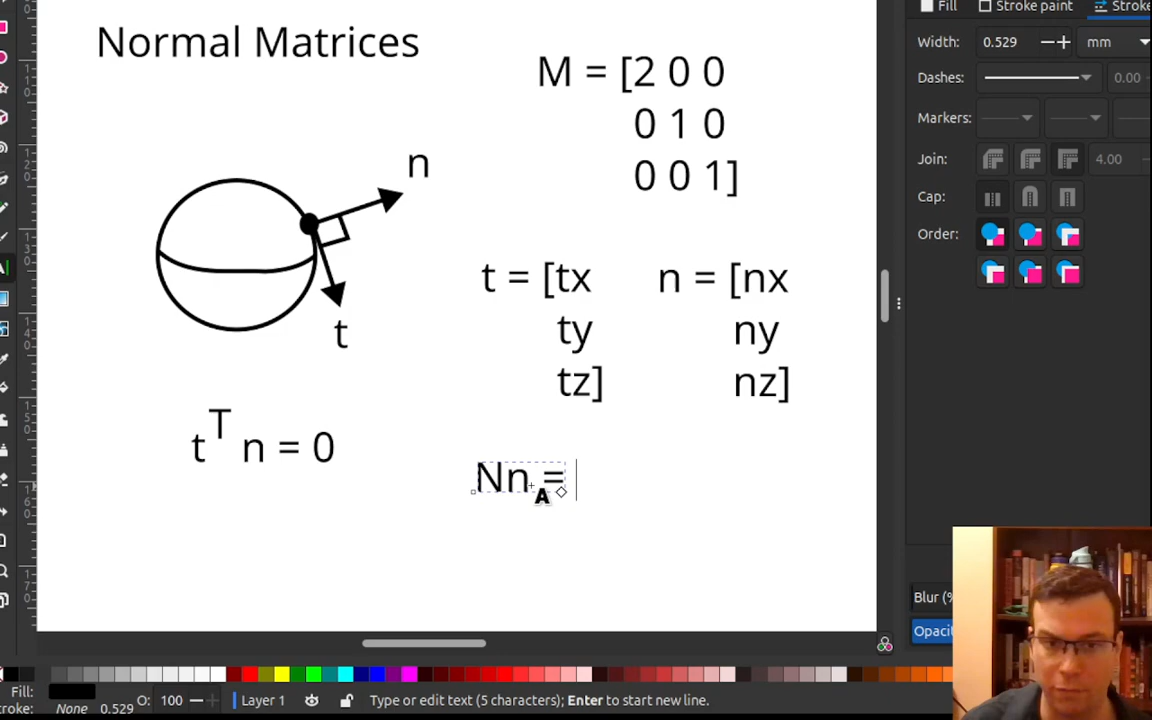 Fill
Stroke paint
Stroke
Width:
0.529
mm
Dashes:
0.00
Markers:
Join:
4.00
Cap:
Order:
Normal Matrices
M = [2 0 0
0 1 0
0 0 1]
n
t
t = [tx
ty
tz]
n = [nx
ny
nz]
t T n = 0
Nn =
A
Blur (%
Opaci
Fill:
None
0.529
O:
100
Layer 1
Type or edit text (5 characters); Enter to start new line.